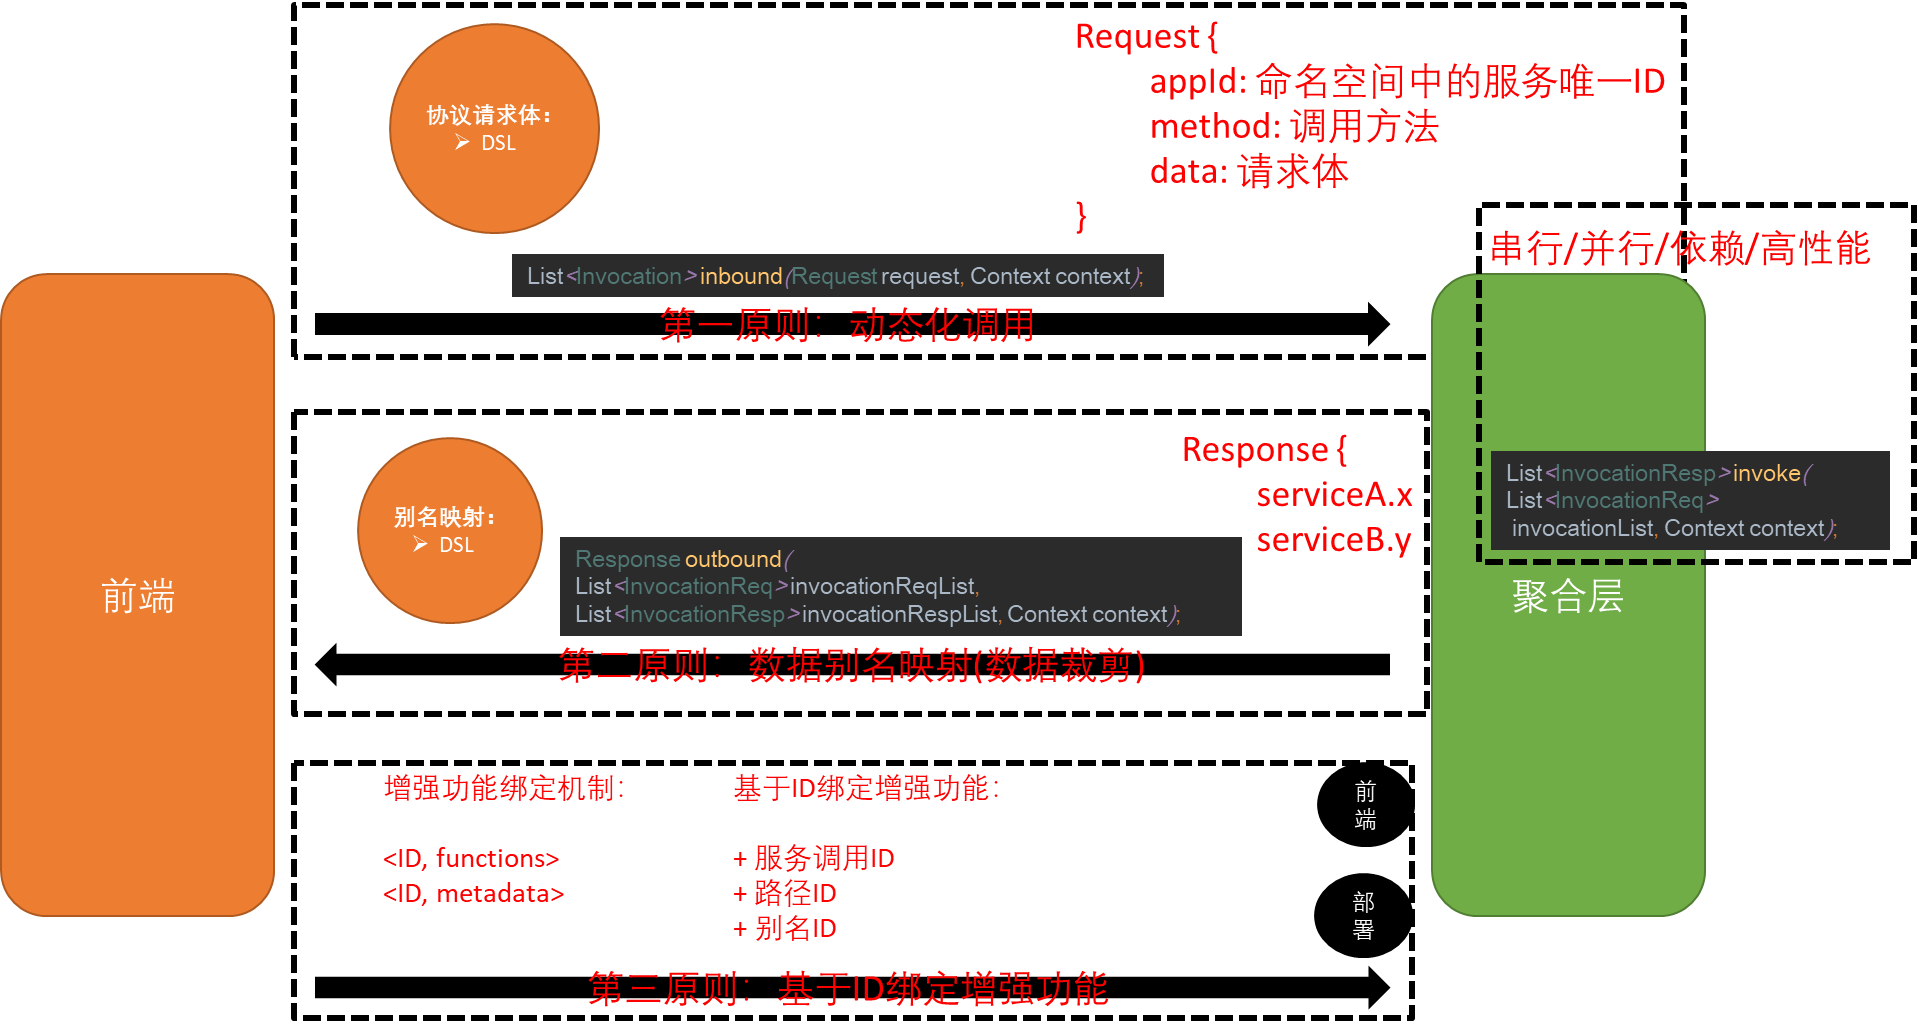 Request {
appId: 命名空间中的服务唯一ID
method: 调用方法
data: 请求体
}
协议请求体：
➢ DSL
List<Invocation> inbound(Request request, Context context);
第一原则：动态化调用
串行/并行/依赖/高性能
List<InvocationResp> invoke(
List<InvocationReq>
invocationList, Context context);
前端
聚合层
Response {
serviceA.x
serviceB.y
别名映射：
➢ DSL
Response outbound(
List<InvocationReq> invocationReqList,
List<InvocationResp> invocationRespList, Context context);
第二原则：数据别名映射(数据裁剪)
增强功能绑定机制：
<ID, functions>
<ID, metadata>
基于ID绑定增强功能：
+ 服务调用ID
+ 路径ID
+ 别名ID
前
端
部
署
第三原则：基于ID绑定增强功能